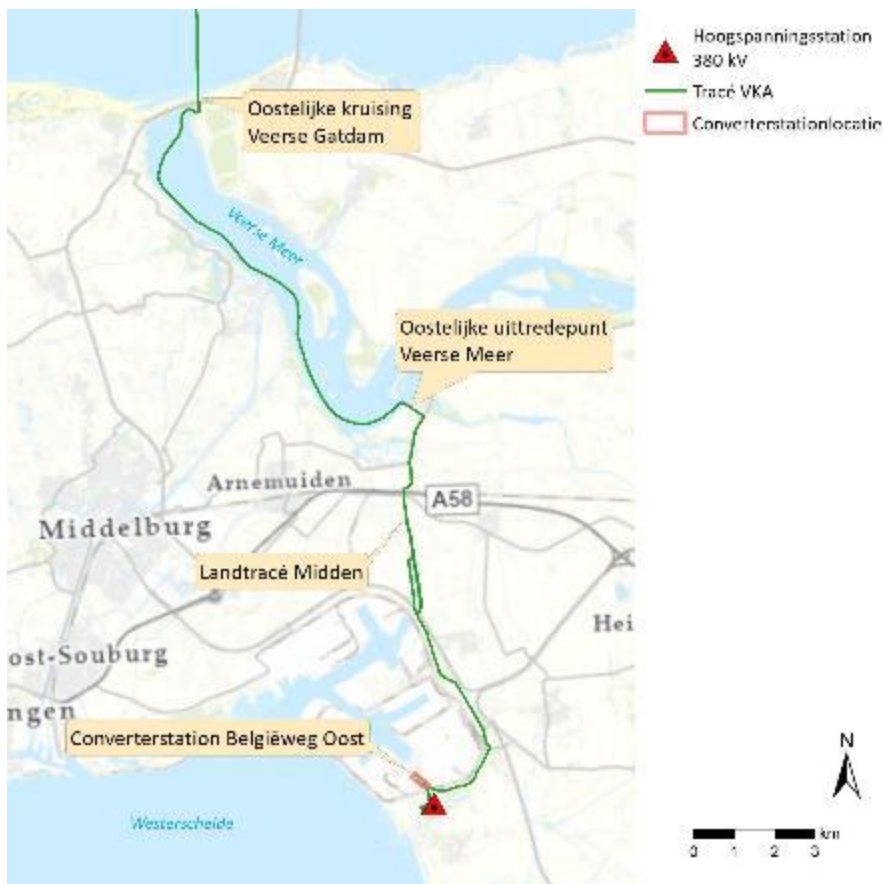 Hoogspanningsstation
380 kV
Tracé VKA
Converterstationlocatie
Oostelijke kruising
Veerse Gatdam
Veerse Meer
Oostelijke uittredepunt
Veerse Meer
Arnemuiden
A58
Middelburg
Landtracé Midden
Hei
ost-Souburg
ngen
Converterstation Belgiëweg Oost
Westerschelde
N
km
0 1 2 3